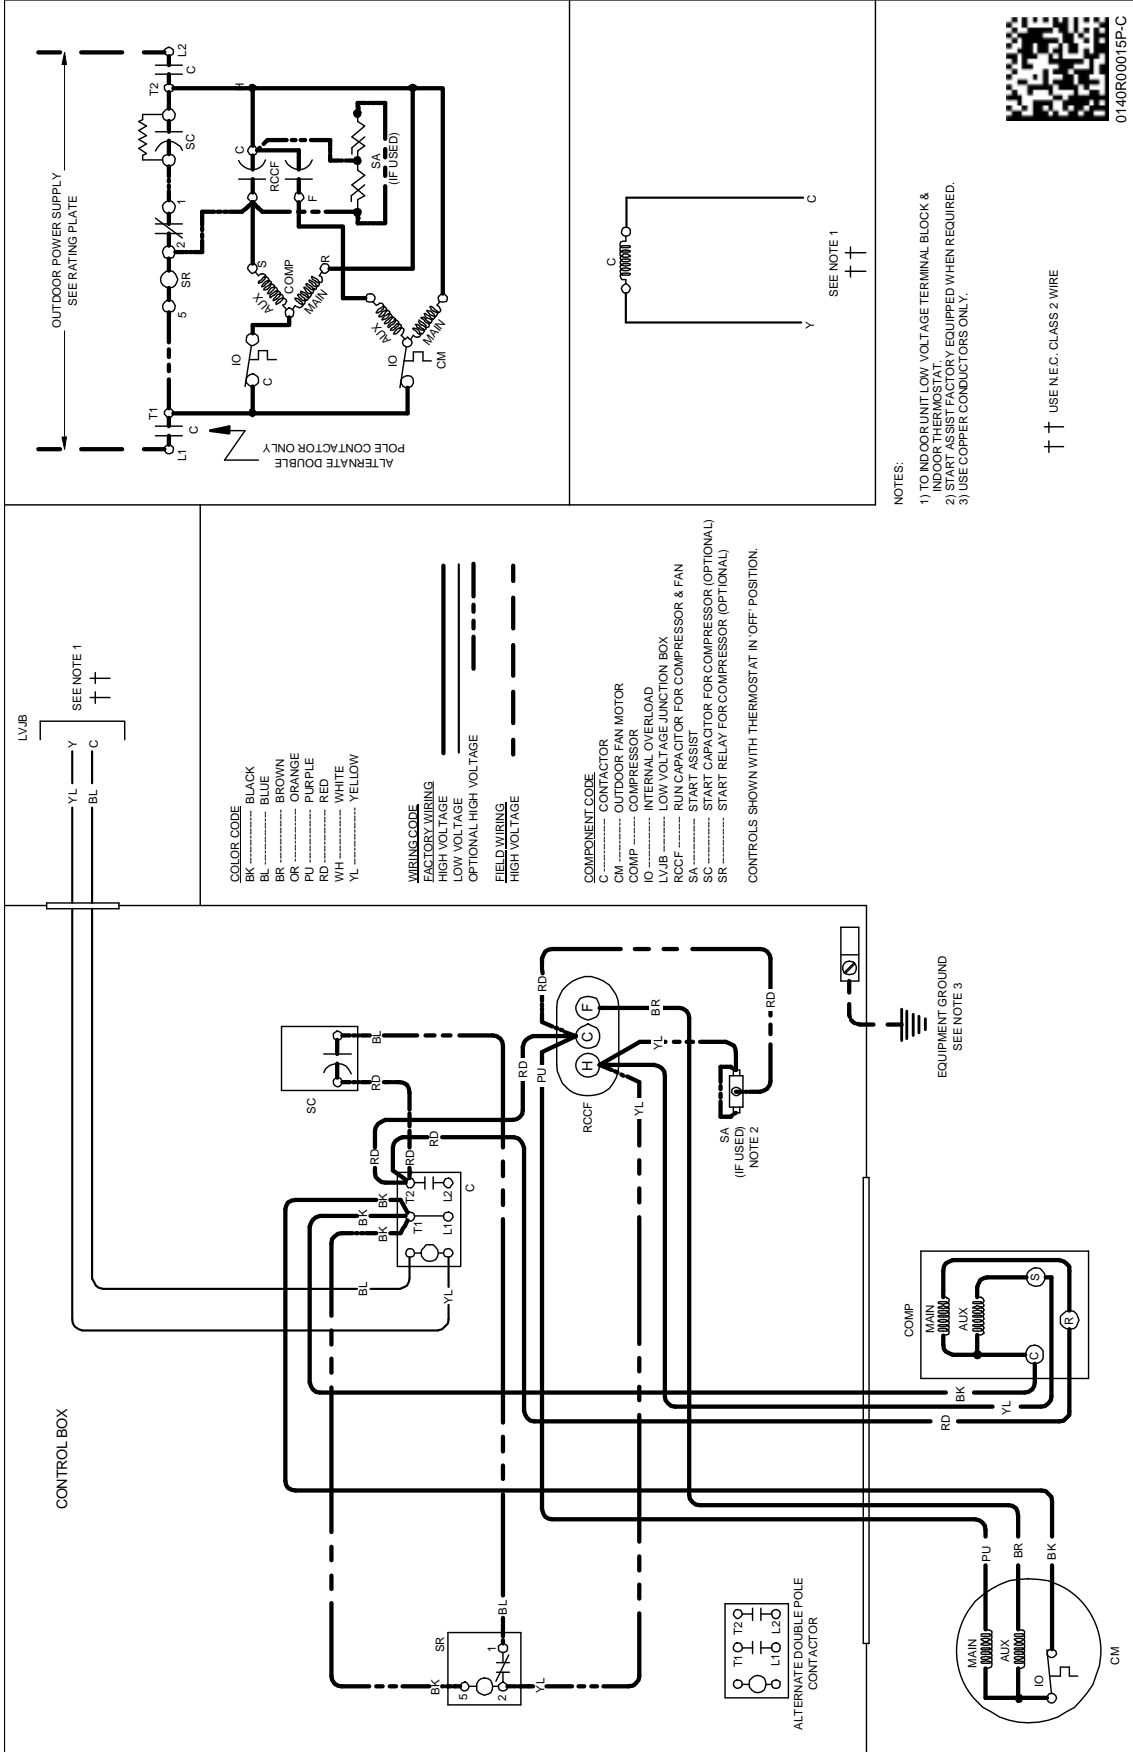 CONTROL BOX
LVJB
YL
Y
BL
C
SEE NOTE 1
SC
RD
BL
RD
RD
RD
RD
BK
BK
BK
T2
L2
T1
L1
C
BL
YL
SR
BK
5
1
2
BL
YL
RD
PU
RD
H
C
F
RCCF
BR
YL
YL
RD
SA
(IF USED)
NOTE 2
ALTERNATE DOUBLE POLE
CONTACTOR
T1
T2
L1
L2
EQUIPMENT GROUND
SEE NOTE 3
COMP
MAIN
AUX
S
C
R
BK
YL
RD
PU
BR
BK
MAIN
AUX
IO
CM
COLOR CODE
BK ---------- BLACK
BL ---------- BLUE
BR ---------- BROWN
OR ---------- ORANGE
PU ---------- PURPLE
RD ---------- RED
WH ---------- WHITE
YL ---------- YELLOW
WIRING CODE
FACTORY WIRING
HIGH VOLTAGE
LOW VOLTAGE
OPTIONAL HIGH VOLTAGE
FIELD WIRING
HIGH VOLTAGE
COMPONENT CODE
C ---------- CONTACTOR
CM ---------- OUTDOOR FAN MOTOR
COMP ------- COMPRESSOR
IO ---------- INTERNAL OVERLOAD
LVJB -------- LOW VOLTAGE JUNCTION BOX
RCCF ------- RUN CAPACITOR FOR COMPRESSOR & FAN
SA ---------- START ASSIST
SC ---------- START CAPACITOR FOR COMPRESSOR (OPTIONAL)
SR ---------- START RELAY FOR COMPRESSOR (OPTIONAL)
CONTROLS SHOWN WITH THERMOSTAT IN 'OFF' POSITION.
OUTDOOR POWER SUPPLY
SEE RATING PLATE
L1
C
T1
5
SR
2
1
SC
T2
C
L2
ALTERNATE DOUBLE
POLE CONTACTOR ONLY
H
C
RCCF
F
SA
(IF USED)
IO
C
S
AUX
COMP
MAIN
R
IO
AUX
MAIN
CM
C
Y
C
SEE NOTE 1
NOTES:
1) TO INDOOR UNIT LOW VOLTAGE TERMINAL BLOCK &
INDOOR THERMOSTAT.
2) START ASSIST FACTORY EQUIPPED WHEN REQUIRED.
3) USE COPPER CONDUCTORS ONLY.
†† USE N.E.C. CLASS 2 WIRE
0140R00015P-C